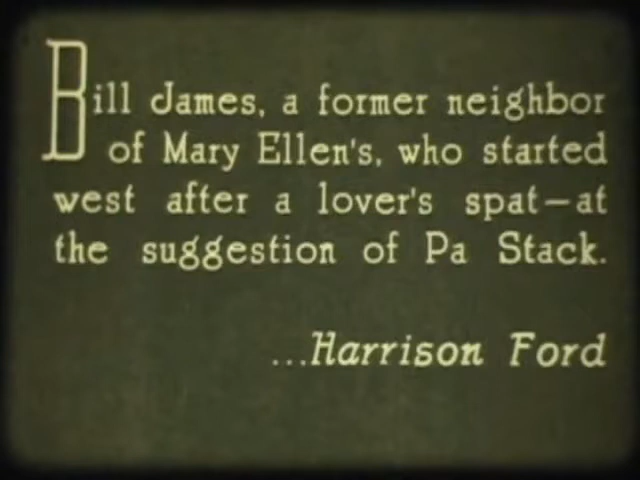 Bill James, a former neighbor
of Mary Ellen's, who started
west after a lover's spat—at
the suggestion of Pa Stack.
...Harrison Ford